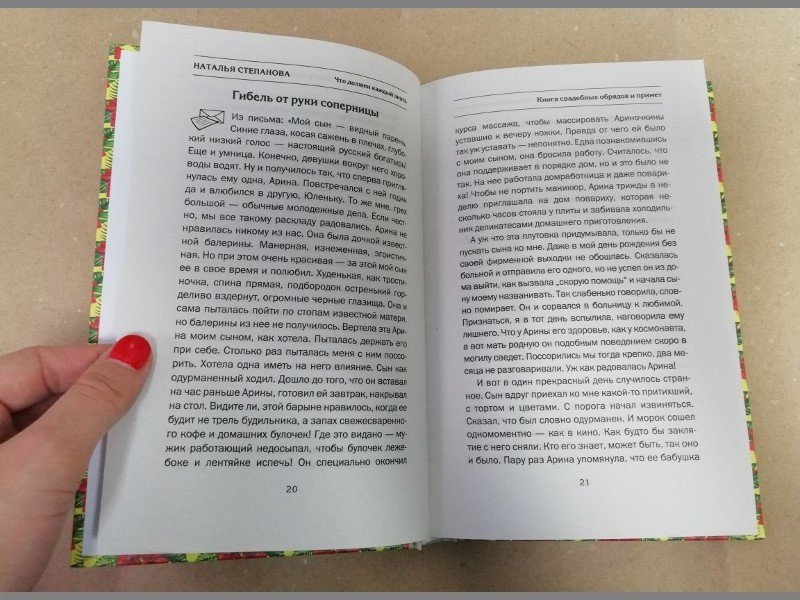 НАТАЛЬЯ СТЕПАНОВА
Что должен каждый знать
Гибель от руки соперницы
Из письма: «Мой сын — видный парень.
Синие глаза, косая сажень в плечах, глубо-
кий низкий голос — настоящий русский богатырь!
Еще и умница. Конечно, девушки вокруг него хоро-
воды водят. Ну и получилось так, что сперва пригля-
нулась ему одна, Арина. Повстречался с ней годик,
да и влюбился в другую, Юленьку. То же мне, грех
большой — обычные молодежные дела. Если чест-
но, мы все такому раскладу радовались. Арина не
нравилась никому из нас. Она была дочкой извест-
ной балерины. Манерная, изнеженная, эгоистич-
ная. Но при этом очень красивая — за это мой сын
ее в свое время и полюбил. Худенькая, как трос-
тиночка, спина прямая, подбородок остренький гор-
деливо вздернут, огромные черные глазища. Она и
сама пыталась пойти по стопам известной матери,
но балерины из нее не получилось. Вертела эта Ари-
на моим сыном, как хотела. Пыталась держать его
при себе. Столько раз пыталась меня с ним поссо-
рить. Хотела одна иметь на него влияние. Сын как
одурманенный ходил. Дошло до того, что он вставал
на час раньше Арины, готовил ей завтрак, накрывал
на стол. Видите ли, этой барыне нравилось, когда ее
будит не трель будильника, а запах свежесваренно-
го кофе и домашних булочек! Где это видано — му-
жик работающий недосыпал, чтобы булочек леже-
боке и лентяйке испечь! Он специально окончил
20
Книга свадебных обрядов и примет
курса массажа, чтобы массировать Ариночкины
уставшие к вечеру ножки. Правда от чего ей было
так уж уставать — непонятно. Едва познакомившись
с моим сыном, она бросила работу. Считалось, что
она поддерживает в порядке дом, но и это было не
так. На нее работала домработница и даже повари-
ха! Чтобы не портить маникюр, Арина трижды в не-
делю приглашала на дом повариху, которая не-
сколько часов стояла у плиты и забивала холодиль-
ник деликатесами домашнего приготовления.
А уж что эта плутовка придумывала, только бы не
пускать сына ко мне. Даже в мой день рождения без
своей фирменной выходки не обошлась. Сказалась
больной и отправила его одного, но не успел он из до-
ма выйти, как вызвала „скорую помощь" и начала сы-
ну моему названивать. Так слабенько говорила, слов-
но помирает. Он и сорвался в больницу к любимой.
Признаться, я в тот день вспылила, наговорила ему
лишнего. Что у Арины его здоровье, как у космонавта,
а вот мать родную он подобным поведением скоро в
могилу сведет. Поссорились мы тогда крепко, два ме-
сяца не разговаривали. Уж как радовалась Арина!
И вот в один прекрасный день случилось стран-
ное. Сын вдруг приехал ко мне какой-то притихший,
с тортом и цветами. С порога начал извиняться.
Сказал, что был словно одурманен. И морок сошел
одномоментно — как в кино. Как будто бы закля-
тие с него сняли. Кто его знает, может быть, так оно
и было. Пару раз Арина упомянула, что ее бабушка
21